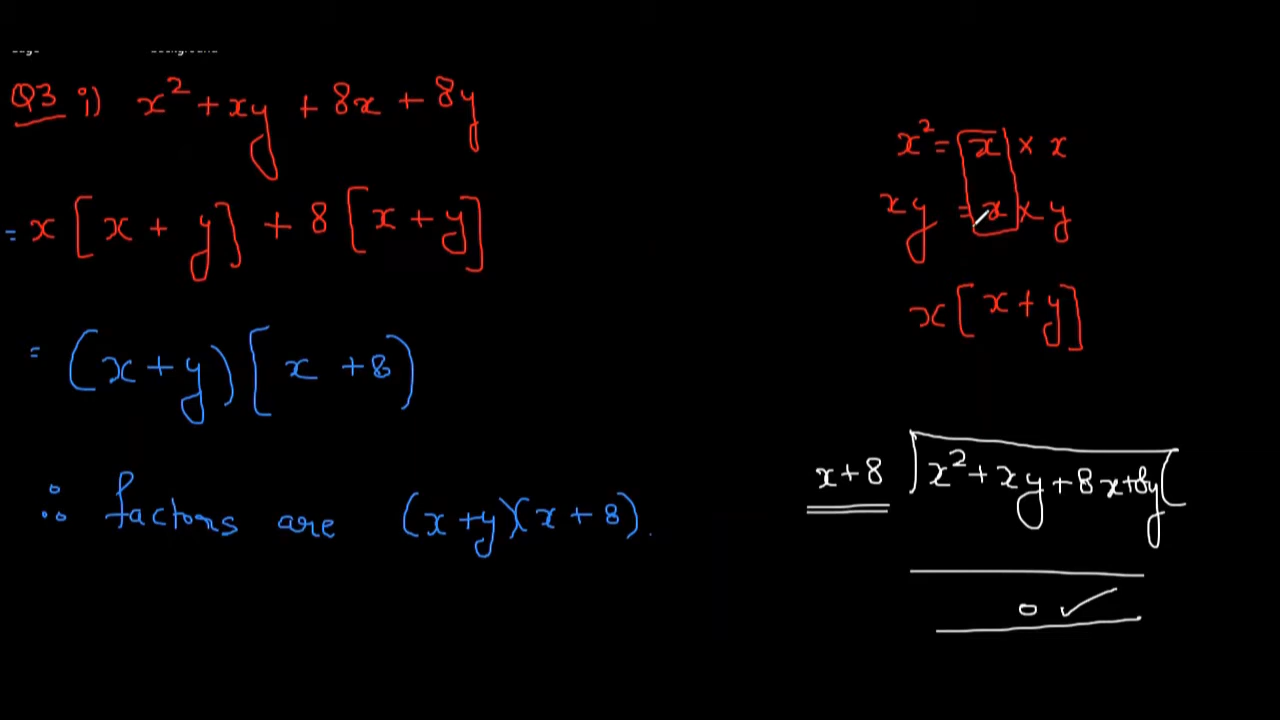 Q3 i) x² + xy + 8x + 8y
= x[x + y] + 8[x + y]
= (x + y)[x + 8)
∴ factors are (x + y)(x + 8).
x² = x × x
xy = x × y
x[x + y]
x + 8 ) x² + xy + 8x + 8y (
0 ✓